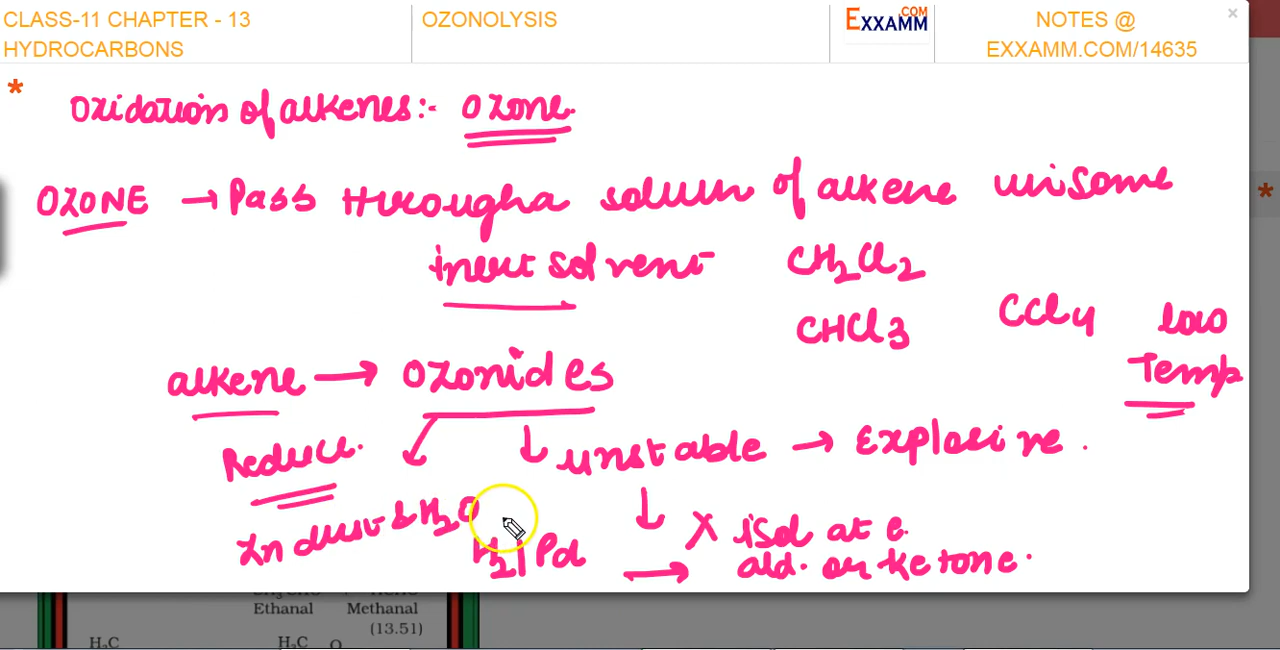 CLASS-11 CHAPTER - 13
HYDROCARBONS
OZONOLYSIS
EXXAMM.COM
NOTES @
EXXAMM.COM/14635
×
* Oxidation of alkenes:- Ozone.
OZONE → Pass through a solution of alkene in some
inert solvent CH2Cl2
CHCl3 CCl4 low
Temp
alkene → Ozonides
Reduce. ↓ unstable → Explosive.
Zn dust & H2O ↓ X isolate.
H2|Pd → ald. or ketone.
Ethanal Methanal
(13.51)
H3C H3C O